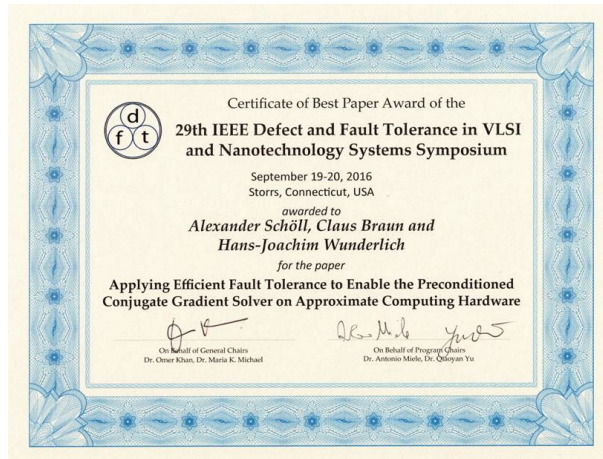 d
f t
Certificate of Best Paper Award of the
29th IEEE Defect and Fault Tolerance in VLSI
and Nanotechnology Systems Symposium
September 19-20, 2016
Storrs, Connecticut, USA
awarded to
Alexander Schöll, Claus Braun and
Hans-Joachim Wunderlich
for the paper
Applying Efficient Fault Tolerance to Enable the Preconditioned
Conjugate Gradient Solver on Approximate Computing Hardware
On Behalf of General Chairs
Dr. Omer Khan, Dr. Maria K. Michael
On Behalf of Program Chairs
Dr. Antonio Miele, Dr. Qiaoyan Yu